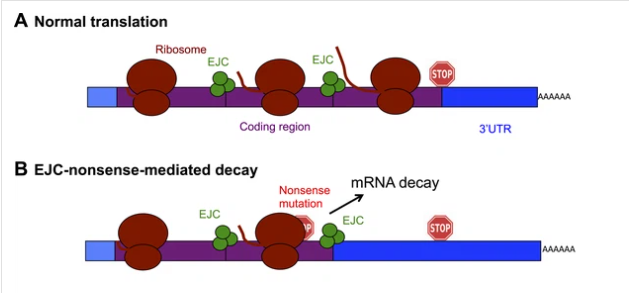 A Normal translation
Ribosome
EJC
EJC
STOP
AAAAAA
Coding region
3'UTR
B EJC-nonsense-mediated decay
Nonsense
mutation
mRNA decay
EJC
EJC
STOP
AAAAAA